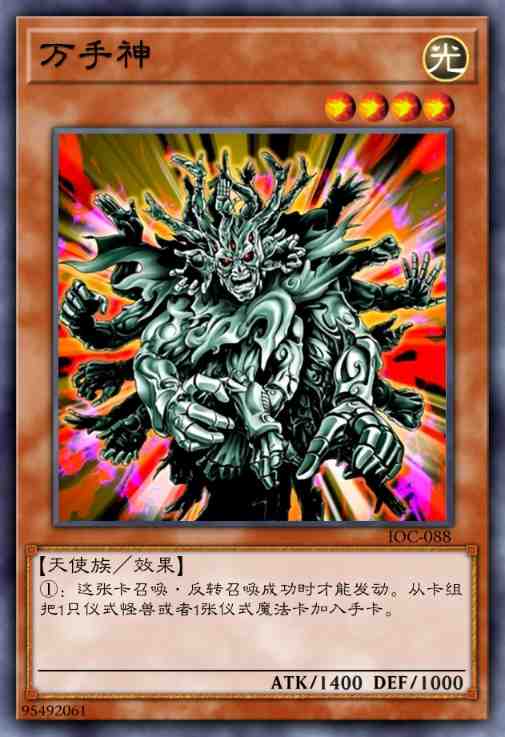 万手神
光
IOC-088
【天使族／效果】
①：这张卡召唤·反转召唤成功时才能发动。从卡组
把1只仪式怪兽或者1张仪式魔法卡加入手卡。
ATK/1400 DEF/1000
95492061